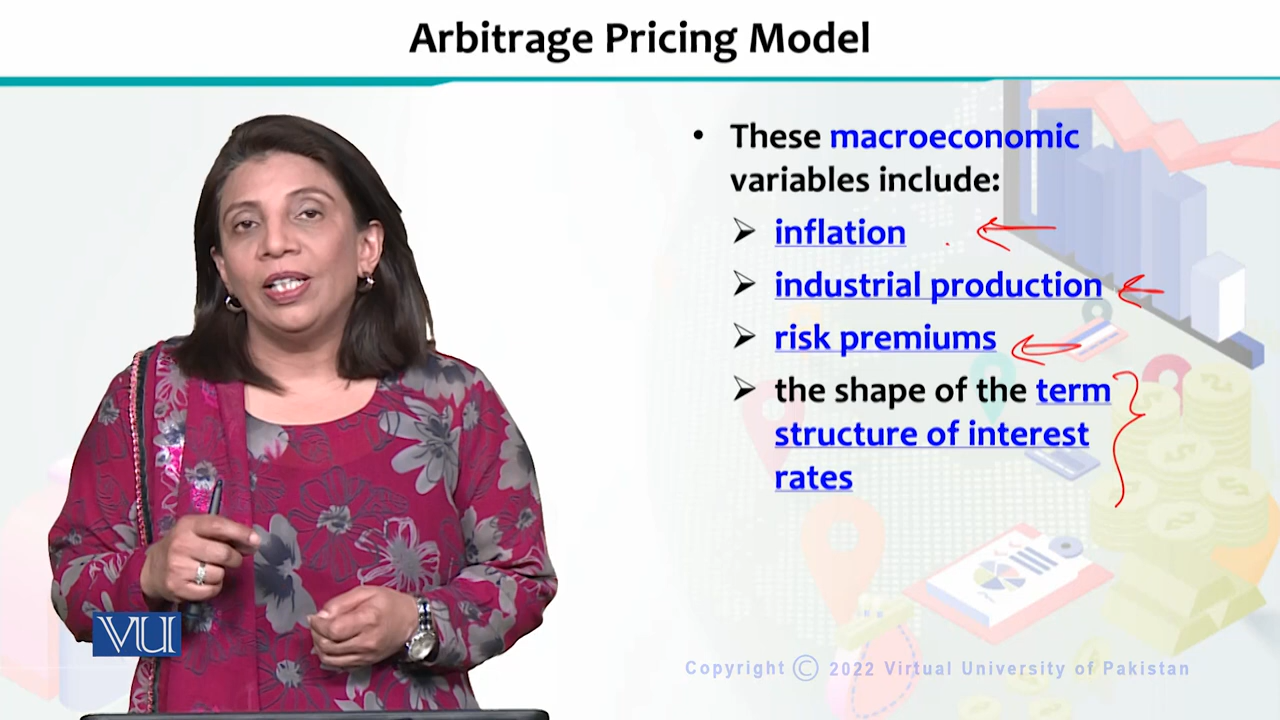 Arbitrage Pricing Model
• These macroeconomic
variables include:
➢ inflation
➢ industrial production
➢ risk premiums
➢ the shape of the term
structure of interest
rates
VU
Copyright © 2022 Virtual University of Pakistan